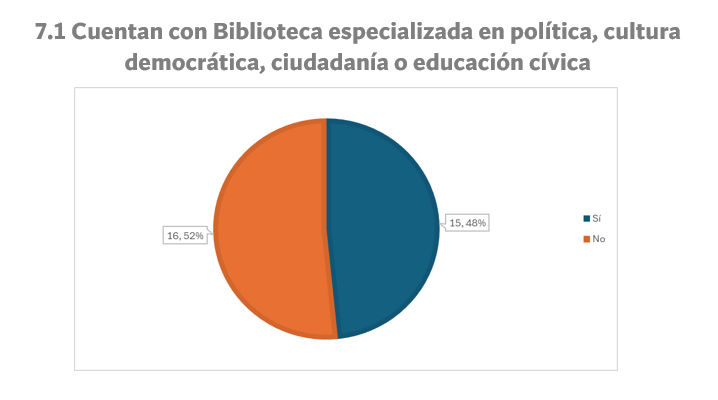 7.1 Cuentan con Biblioteca especializada en política, cultura
democrática, ciudadanía o educación cívica
15, 48%
16, 52%
Sí
No